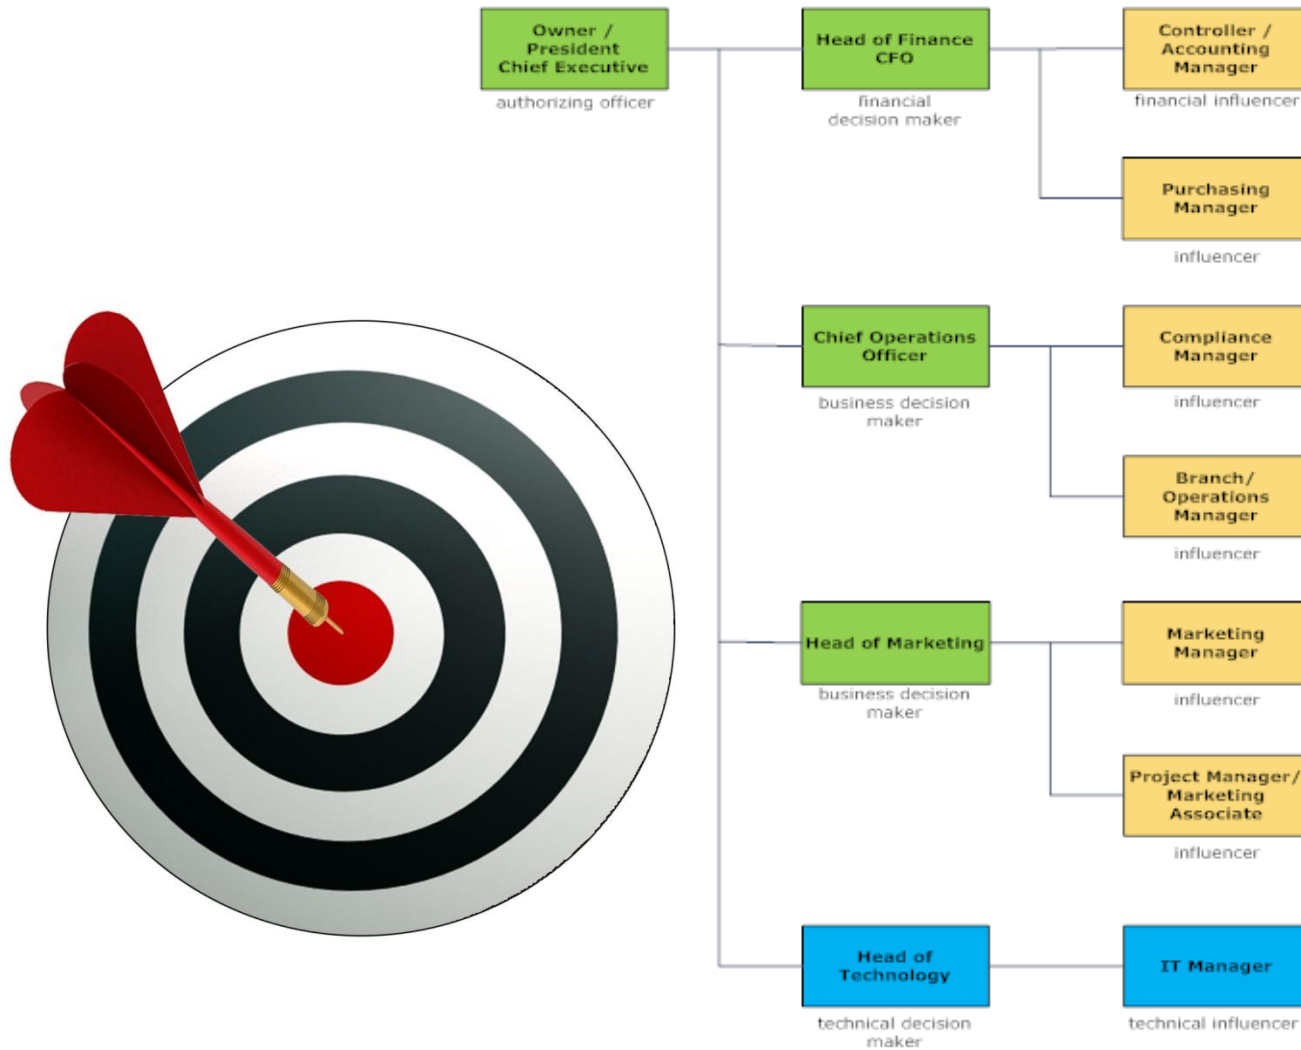 Owner /
President
Chief Executive
authorizing officer
Head of Finance
CFO
financial
decision maker
Controller /
Accounting
Manager
financial influencer
Purchasing
Manager
influencer
Chief Operations
Officer
business decision
maker
Compliance
Manager
influencer
Branch/
Operations
Manager
influencer
Head of Marketing
business decision
maker
Marketing
Manager
influencer
Project Manager/
Marketing
Associate
influencer
Head of
Technology
technical decision
maker
IT Manager
technical influencer